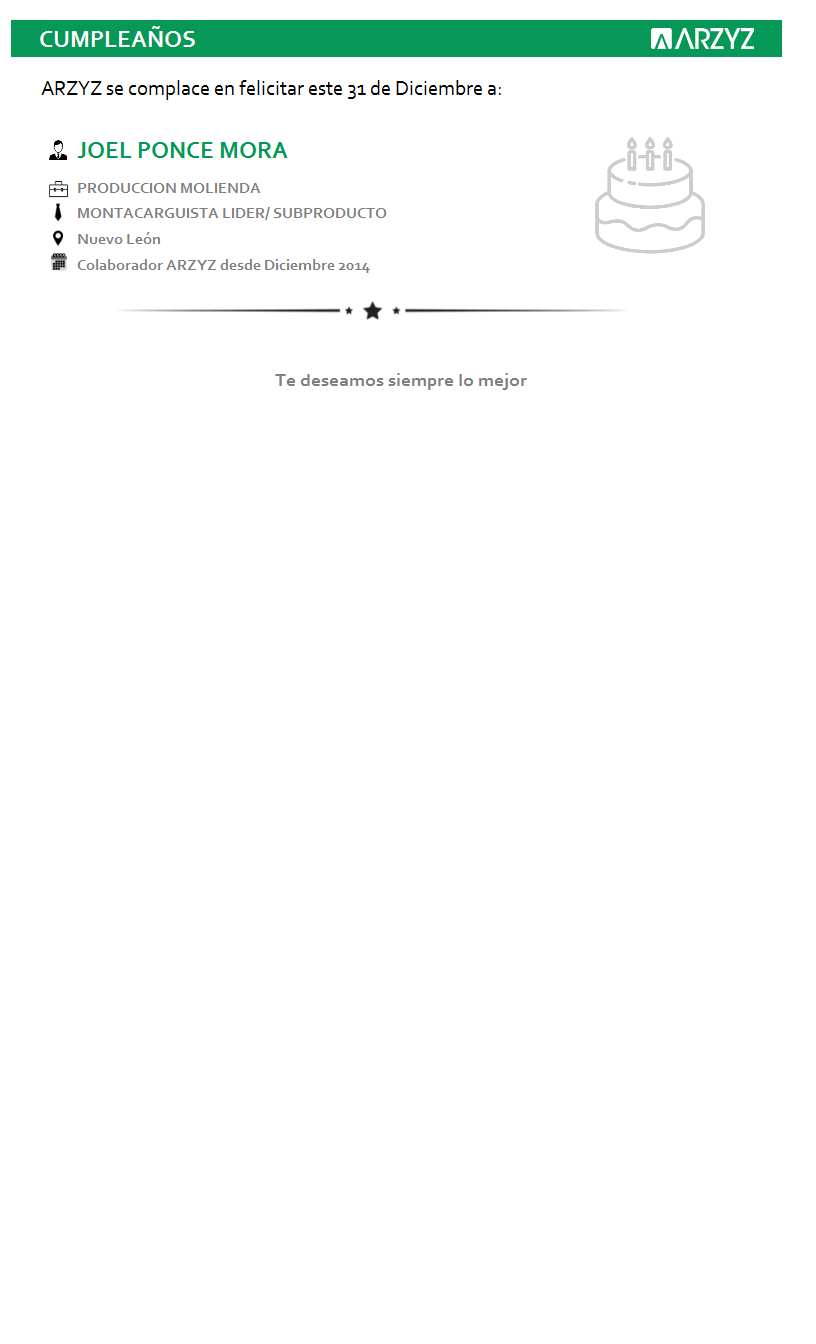 CUMPLEAÑOS
ARZYZ
ARZYZ se complace en felicitar este 31 de Diciembre a:
JOEL PONCE MORA
PRODUCCION MOLIENDA
MONTACARGUISTA LIDER/ SUBPRODUCTO
Nuevo León
Colaborador ARZYZ desde Diciembre 2014
Te deseamos siempre lo mejor